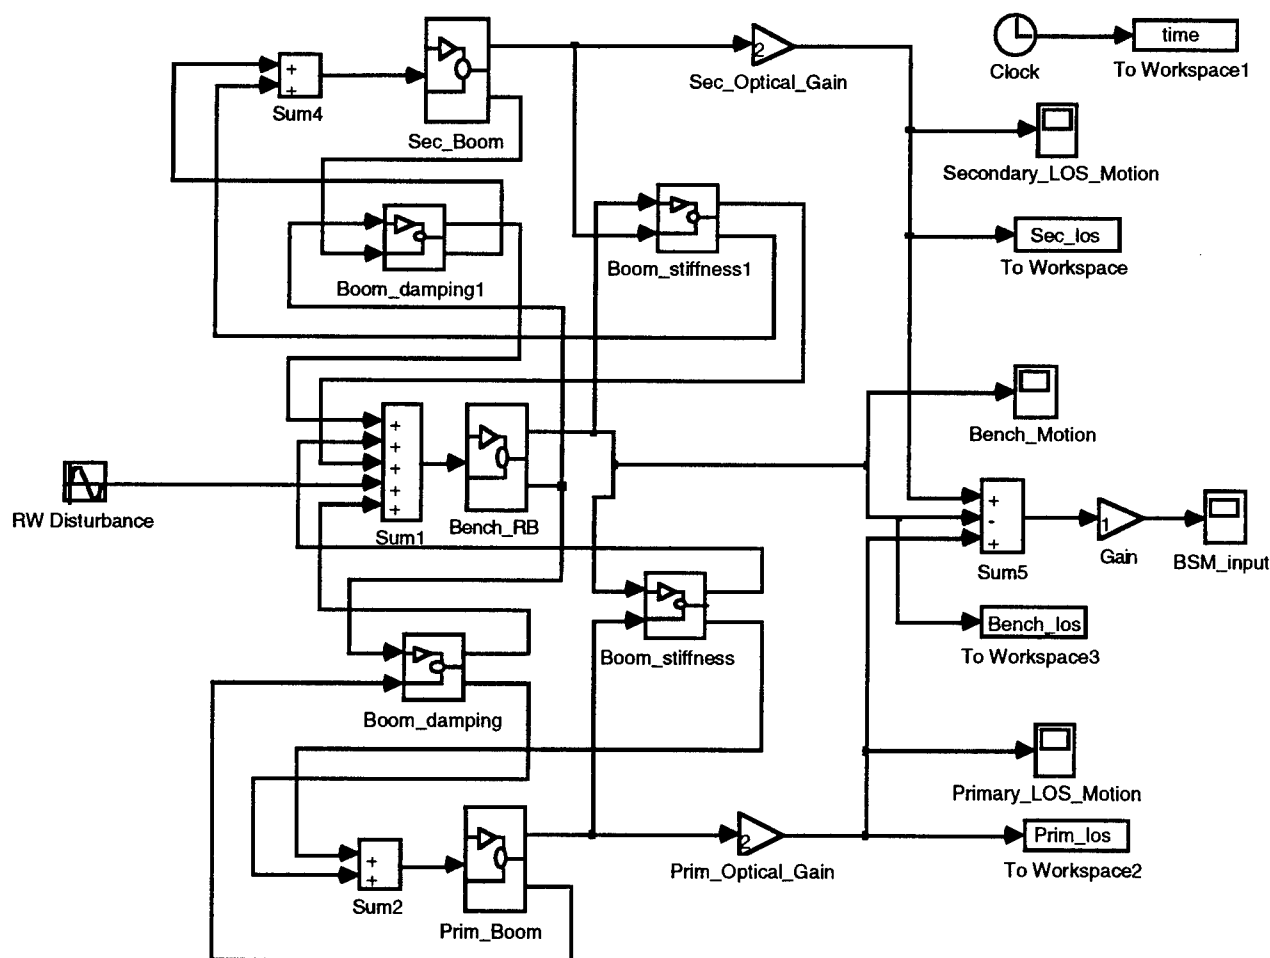 time
Clock
To Workspace1
+
+
Sum4
Sec_Boom
2
Sec_Optical_Gain
Secondary_LOS_Motion
Boom_damping1
Boom_stiffness1
Sec_los
To Workspace
Bench_Motion
+
+
+
+
+
Sum1
Bench_RB
RW Disturbance
+
-
+
Sum5
1
Gain
BSM_input
Boom_stiffness
Bench_los
To Workspace3
Boom_damping
Primary_LOS_Motion
+
+
Sum2
Prim_Boom
2
Prim_Optical_Gain
Prim_los
To Workspace2